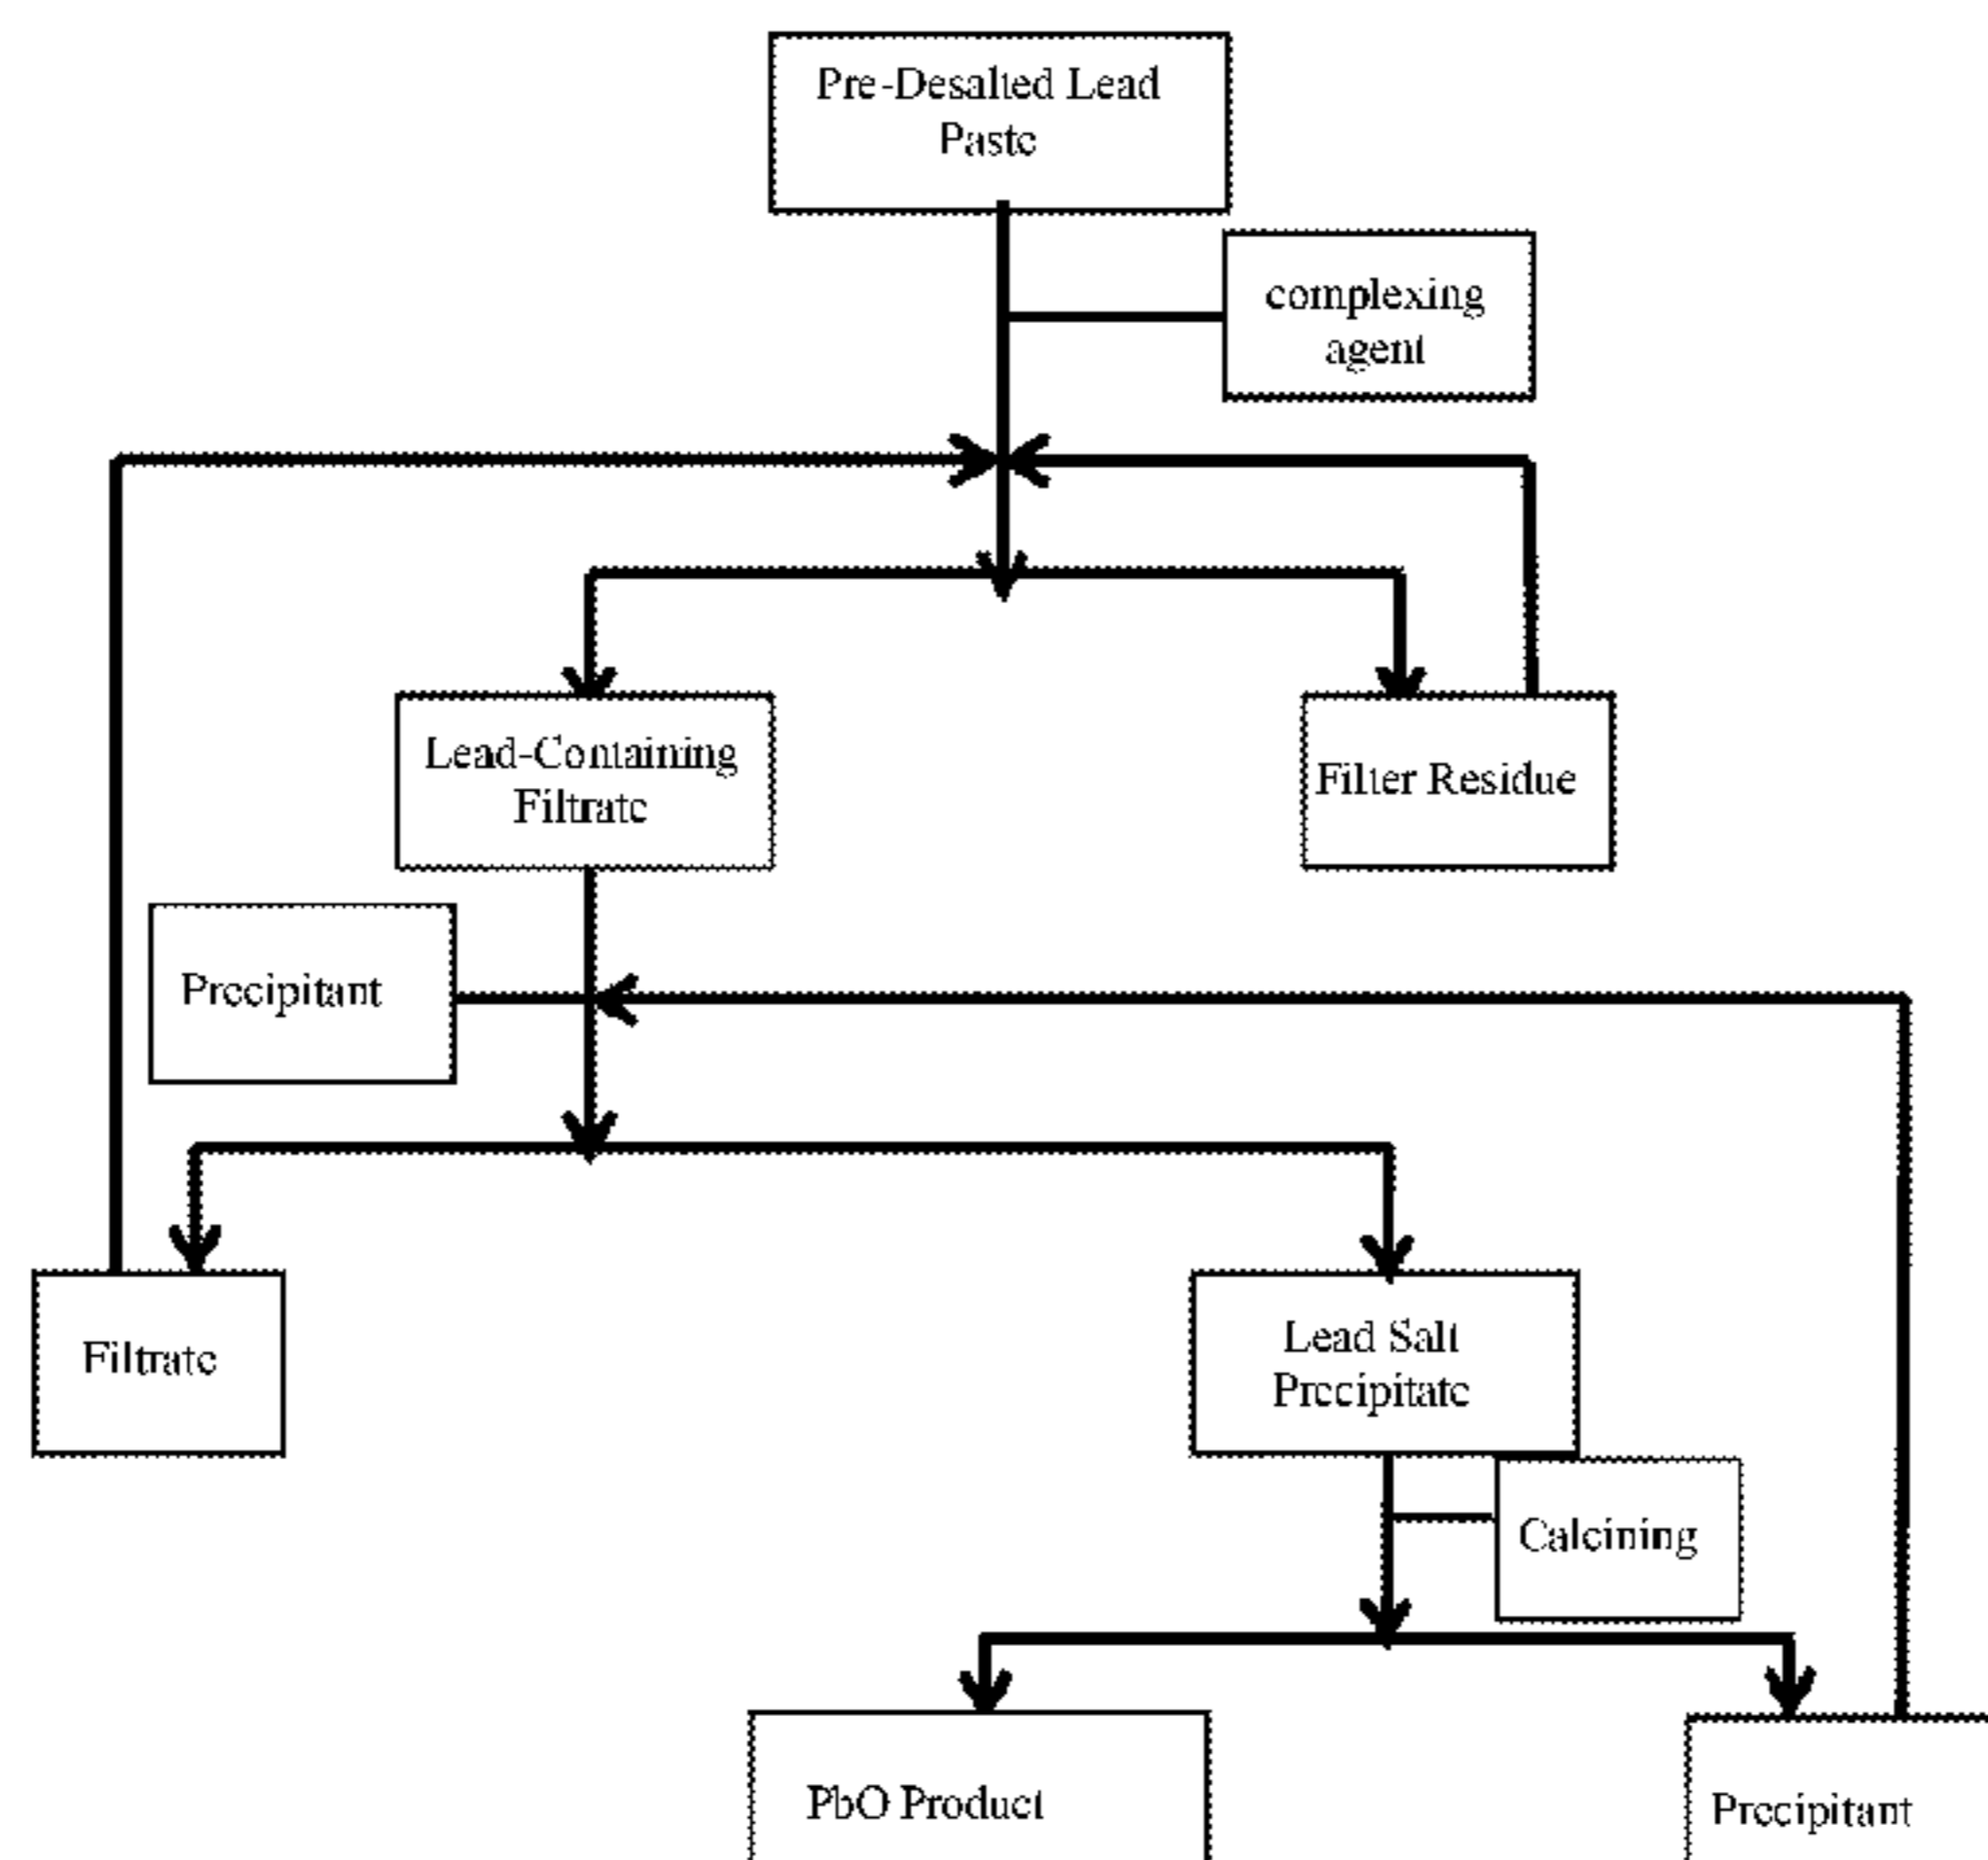 Pre-Desalted Lead
Paste
complexing
agent
Lead-Containing
Filtrate
Filter Residue
Precipitant
Filtrate
Lead Salt
Precipitate
Calcining
PbO Product
Precipitant